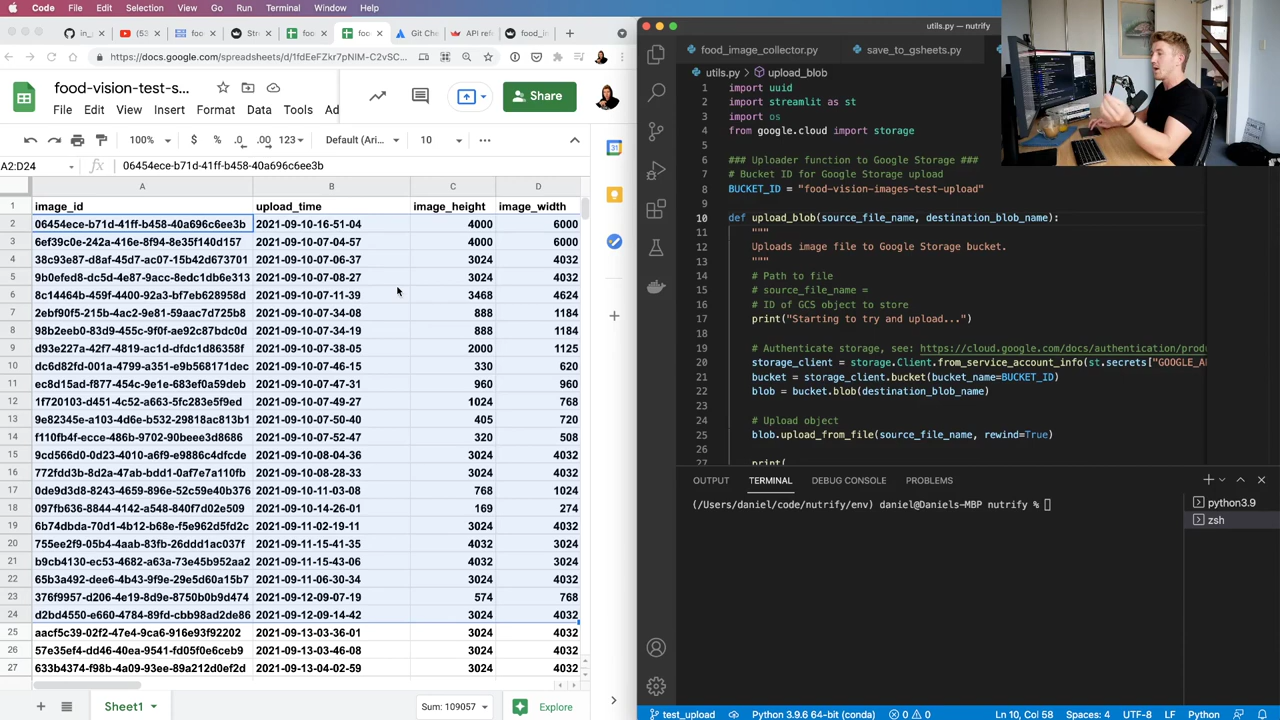 Code File Edit Selection View Go Run Terminal Window Help
in_ (53 foo Str foo foo Git Che API refe food_in
https://docs.google.com/spreadsheets/d/1fdEeFZkr7pNIM-C2vSC...
food-vision-test-s...
File Edit View Insert Format Data Tools Ad
Share
100% $ % .0 .00 123 Default (Ari... 10
A2:D24 fx 06454ece-b71d-41ff-b458-40a696c6ee3b
A B C D
1 image_id upload_time image_height image_width
2 06454ece-b71d-41ff-b458-40a696c6ee3b 2021-09-10-16-51-04 4000 6000
3 6ef39c0e-242a-416e-8f94-8e35f140d157 2021-09-10-07-04-57 4000 6000
4 38c93e87-d8af-45d7-ac07-15b42d673701 2021-09-10-07-06-37 3024 4032
5 9b0efed8-dc5d-4e87-9acc-8edc1db6e313 2021-09-10-07-08-27 3024 4032
6 8c14464b-459f-4400-92a3-bf7eb628958d 2021-09-10-07-11-39 3468 4624
7 2ebf90f5-215b-4ac2-9e81-59aac7d725b8 2021-09-10-07-34-08 888 1184
8 98b2eeb0-83d9-455c-9f0f-ae92c87bdc0d 2021-09-10-07-34-19 888 1184
9 d93e227a-42f7-4819-ac1d-dfdc1d86358f 2021-09-10-07-38-05 2000 1125
10 dc6d82fd-001a-4799-a351-e9b568171dec 2021-09-10-07-46-15 330 620
11 ec8d15ad-f877-454c-9e1e-683ef0a59deb 2021-09-10-07-47-31 960 960
12 1f720103-d451-4c52-a663-5fc283e5f9ed 2021-09-10-07-49-27 1024 768
13 9e82345e-a103-4d6e-b532-29818ac813b1 2021-09-10-07-50-40 405 720
14 f110fb4f-ecce-486b-9702-90beee3d8686 2021-09-10-07-52-47 320 508
15 9cd566d0-0d23-4010-a6f9-e9886c4dfcde 2021-09-10-08-04-36 3024 4032
16 772fdd3b-8d2a-47ab-bdd1-0af7e7a110fb 2021-09-10-08-28-33 3024 4032
17 0de9d3d8-8243-4659-896e-52c59e40b376 2021-09-10-11-03-08 768 1024
18 097fb636-8844-4142-a548-840f7d02e509 2021-09-10-14-26-01 169 274
19 6b74dbda-70d1-4b12-b68e-f5e962d5fd2c 2021-09-11-02-19-11 3024 4032
20 755ee2f9-05b4-4aab-83fb-26ddd1ac037f 2021-09-11-15-41-35 3024 4032
21 b9cb4130-ec53-4682-a63a-73e45b952aa2 2021-09-11-15-43-06 4032 3024
22 65b3a492-dee6-4b43-9f9e-29e5d60a15b7 2021-09-11-06-30-34 3024 4032
23 376f9957-d206-4e19-8d9e-8750b0b9d474 2021-09-12-09-07-19 574 768
24 d2bd4550-e660-4784-89fd-cbb98ad2de86 2021-09-12-09-14-42 3024 4032
25 aacf5c39-02f2-47e4-9ca6-916e93f92202 2021-09-13-03-36-01 3024 4032
26 57e35ef4-dd46-40ea-9541-fd05f0e6ceb9 2021-09-13-03-46-08 3024 4032
27 633b4374-f98b-4a09-93ee-89a212d0ef2d 2021-09-13-04-02-59 3024 4032
Sheet1 Sum: 109057 Explore
utils.py — nutrify
food_image_collector.py save_to_gsheets.py
utils.py > upload_blob
1 import uuid
2 import streamlit as st
3 import os
4 from google.cloud import storage
5
6 ### Uploader function to Google Storage ###
7 # Bucket ID for Google Storage upload
8 BUCKET_ID = "food-vision-images-test-upload"
9
10 def upload_blob(source_file_name, destination_blob_name):
11 """
12 Uploads image file to Google Storage bucket.
13 """
14 # Path to file
15 # source_file_name =
16 # ID of GCS object to store
17 print("Starting to try and upload...")
18
19 # Authenticate storage, see: https://cloud.google.com/docs/authentication/produ
20 storage_client = storage.Client.from_service_account_info(st.secrets["GOOGLE_A
21 bucket = storage_client.bucket(bucket_name=BUCKET_ID)
22 blob = bucket.blob(destination_blob_name)
23
24 # Upload object
25 blob.upload_from_file(source_file_name, rewind=True)
26
27 print(
OUTPUT TERMINAL DEBUG CONSOLE PROBLEMS
(/Users/daniel/code/nutrify/env) daniel@Daniels-MBP nutrify %
python3.9
zsh
test_upload Python 3.9.6 64-bit (conda) 0 0 Ln 10, Col 58 Spaces: 4 UTF-8 LF Python